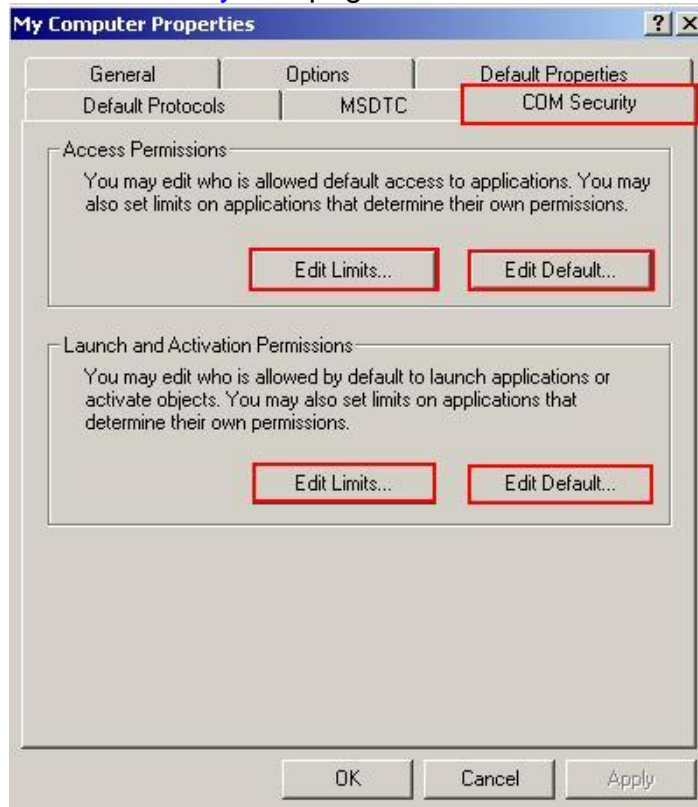 My Computer Properties
General Options Default Properties
Default Protocols MSDTC COM Security
Access Permissions
You may edit who is allowed default access to applications. You may
also set limits on applications that determine their own permissions.
Edit Limits... Edit Default...
Launch and Activation Permissions
You may edit who is allowed by default to launch applications or
activate objects. You may also set limits on applications that
determine their own permissions.
Edit Limits... Edit Default...
OK Cancel Apply